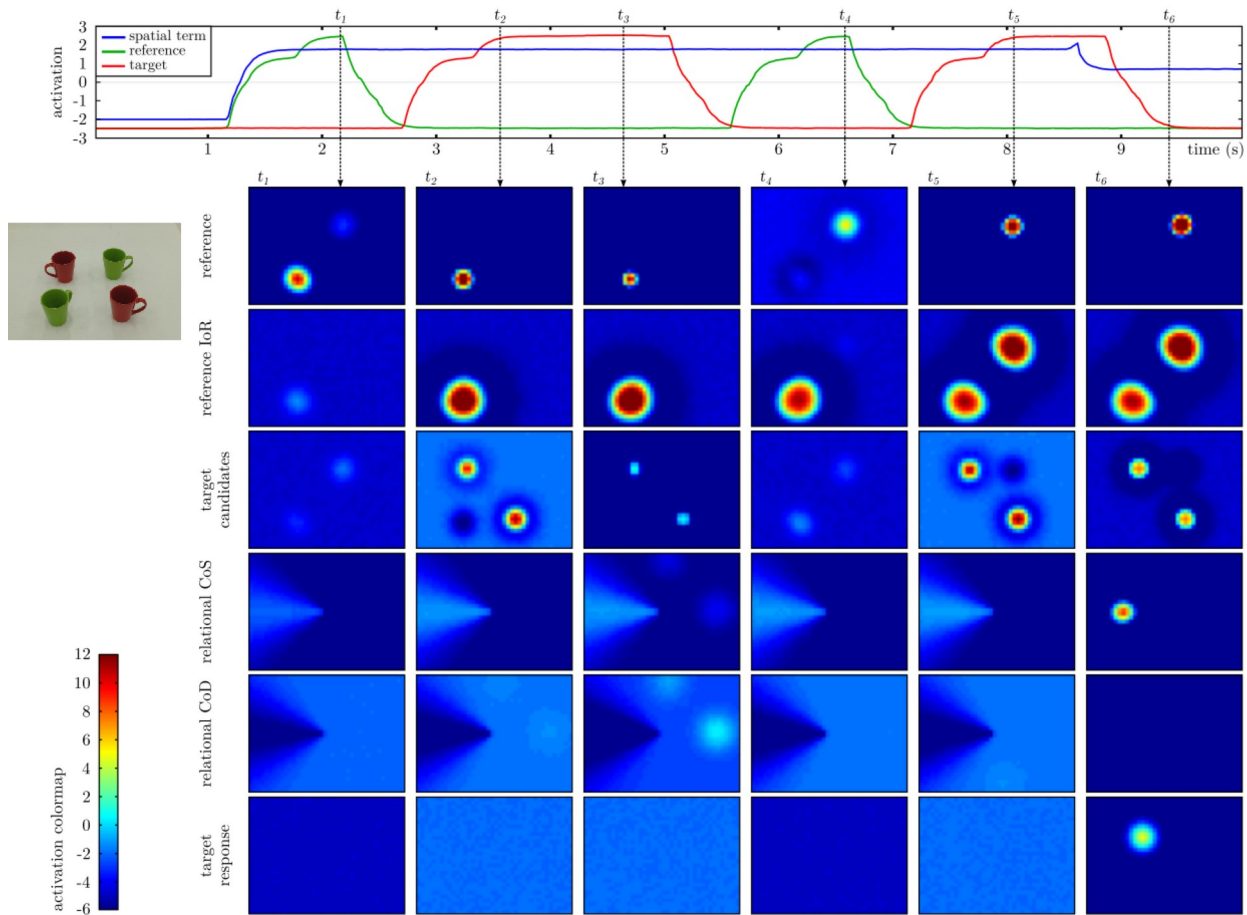 t1 t2 t3 t4 t5 t6
3
2
1
0
-1
-2
-3
activation
spatial term
reference
target
1 2 3 4 5 6 7 8 9 time (s)
t1 t2 t3 t4 t5 t6
reference
reference IoR
target
candidates
relational CoS
relational CoD
target
response
activation colormap
12
10
8
6
4
2
0
-2
-4
-6